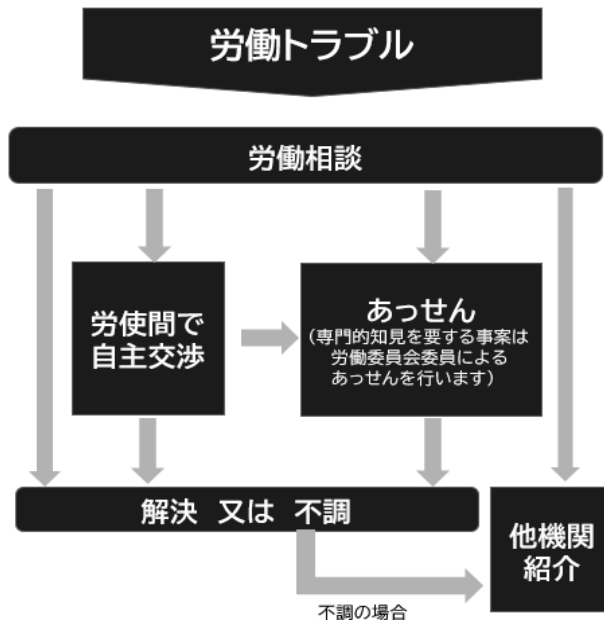 労働トラブル
労働相談
労使間で
自主交渉
あっせん
(専門的知見を要する事案は
労働委員会委員による
あっせんを行います)
解決 又は 不調
他機関
紹介
不調の場合